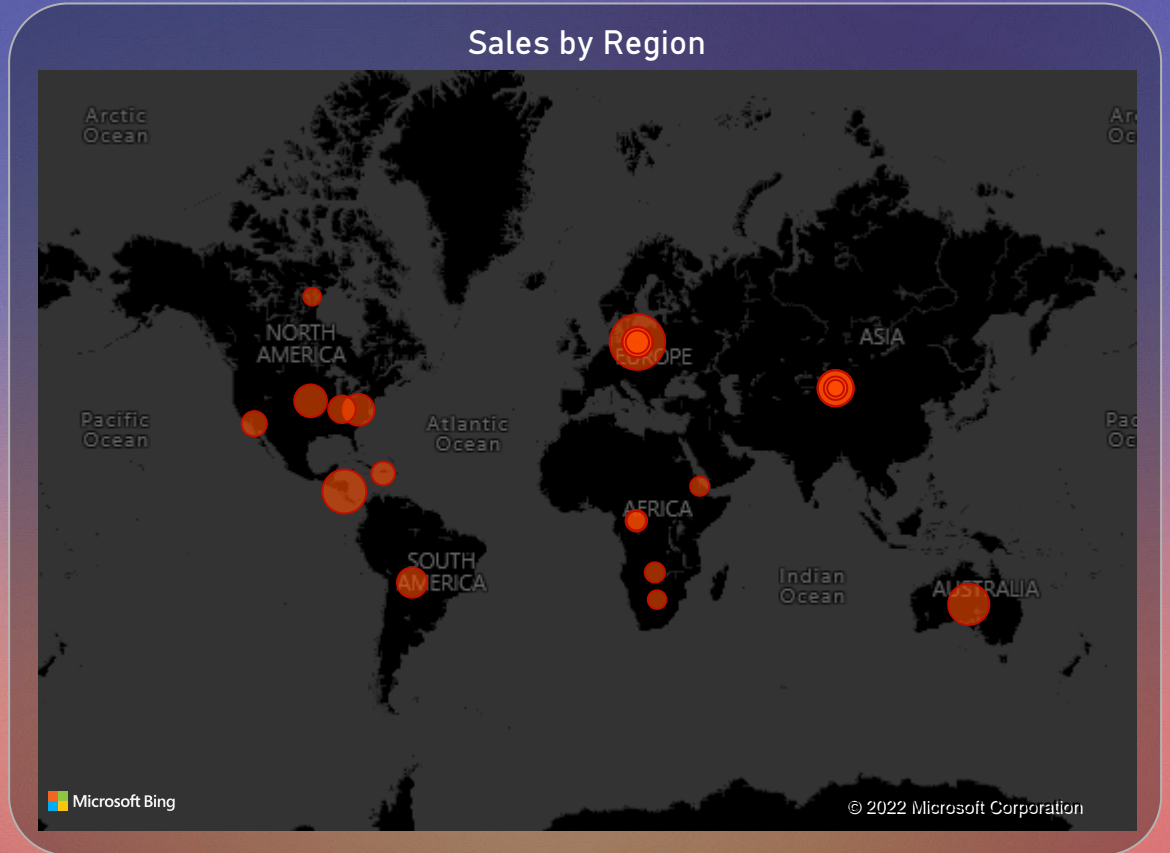 Sales by Region
Arctic
Ocean
Ar
Oc
NORTH
AMERICA
EUROPE
ASIA
Pacific
Ocean
Atlantic
Ocean
Pac
Oc
AFRICA
SOUTH
AMERICA
Indian
Ocean
AUSTRALIA
Microsoft Bing
© 2022 Microsoft Corporation